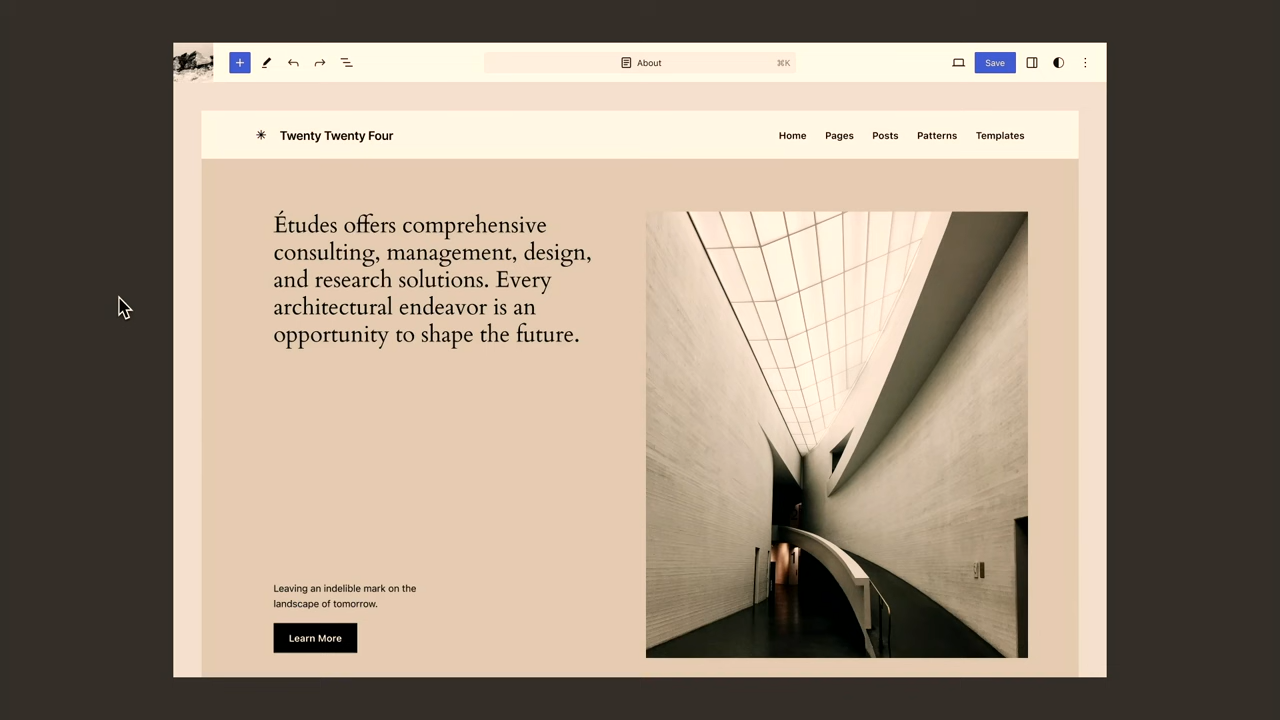 About
⌘K
Save
Twenty Twenty Four
Home
Pages
Posts
Patterns
Templates
Études offers comprehensive
consulting, management, design,
and research solutions. Every
architectural endeavor is an
opportunity to shape the future.
Leaving an indelible mark on the
landscape of tomorrow.
Learn More